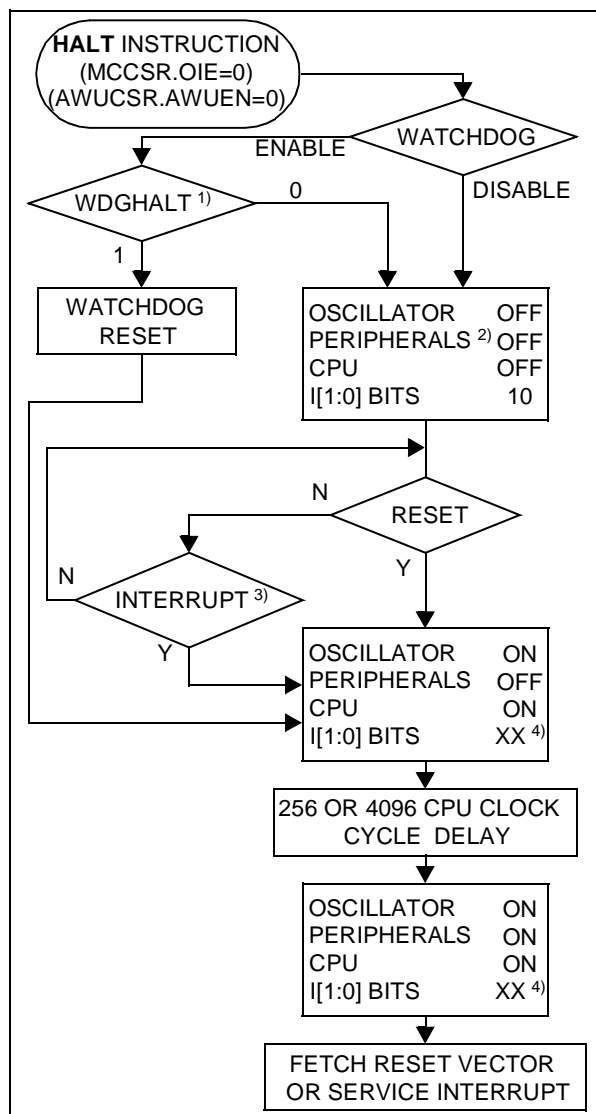 HALT INSTRUCTION
(MCCSR.OIE=0)
(AWUCSR.AWUEN=0)
WATCHDOG
ENABLE
DISABLE
WDGHALT 1)
0
1
WATCHDOG
RESET
OSCILLATOR OFF
PERIPHERALS 2) OFF
CPU OFF
I[1:0] BITS 10
N
RESET
Y
N
INTERRUPT 3)
Y
OSCILLATOR ON
PERIPHERALS OFF
CPU ON
I[1:0] BITS XX 4)
256 OR 4096 CPU CLOCK
CYCLE DELAY
OSCILLATOR ON
PERIPHERALS ON
CPU ON
I[1:0] BITS XX 4)
FETCH RESET VECTOR
OR SERVICE INTERRUPT